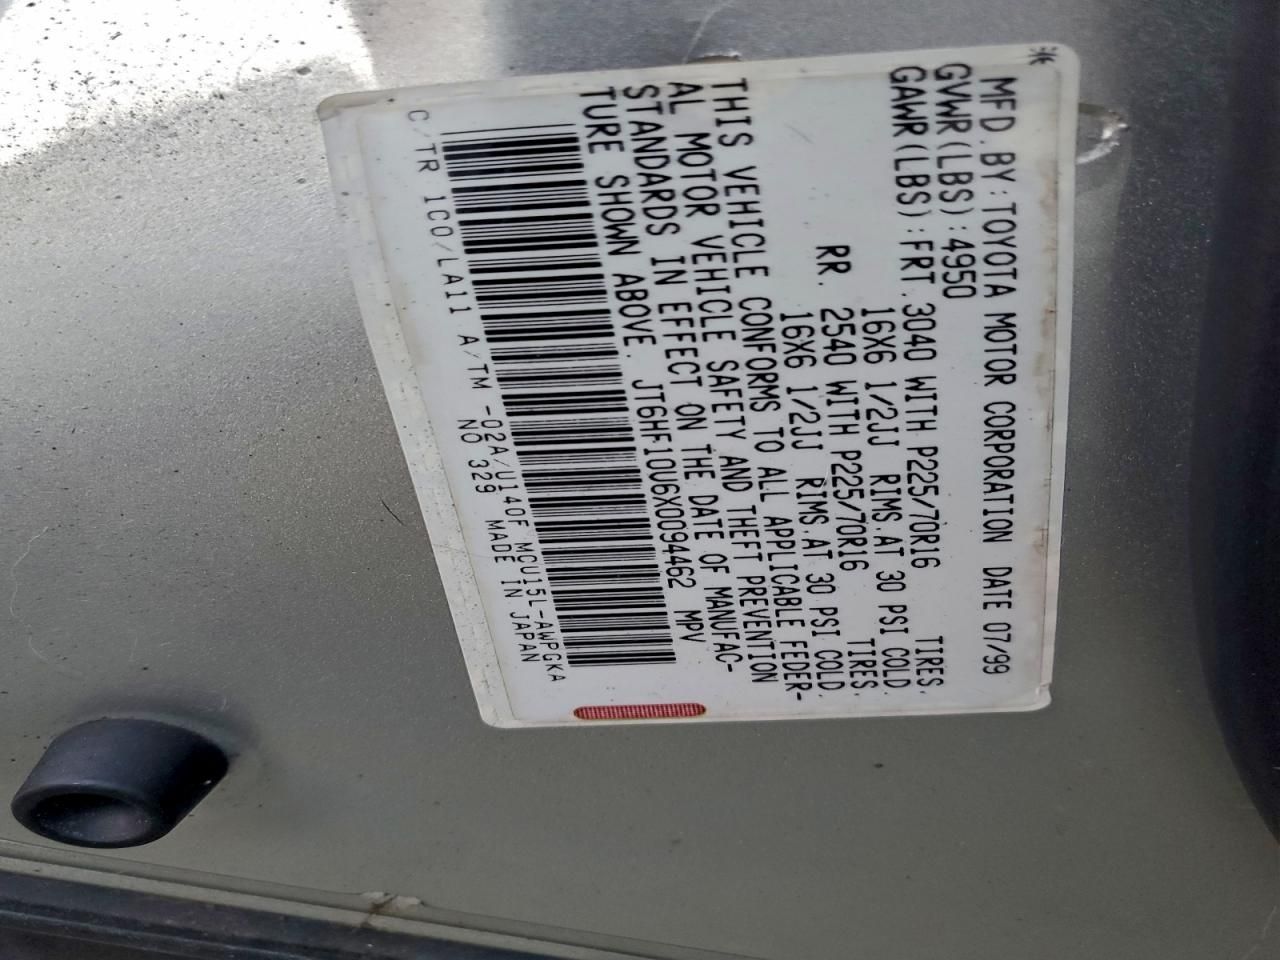 MFD.BY:TOYOTA MOTOR CORPORATION DATE 07/99
GVWR(LBS):4950
GAWR(LBS):FRT.3040 WITH P225/70R16 TIRES.
16X6 1/2JJ RIMS.AT 30 PSI COLD.
RR. 2540 WITH P225/70R16 TIRES.
16X6 1/2JJ RIMS.AT 30 PSI COLD.
THIS VEHICLE CONFORMS TO ALL APPLICABLE FEDER-
AL MOTOR VEHICLE SAFETY AND THEFT PREVENTION
STANDARDS IN EFFECT ON THE DATE OF MANUFAC-
TURE SHOWN ABOVE. JT6HF10U6X0094462 MPV
C/TR 1C0/LA11 A/TM -02A/U140F MCU15L-AWPGKA
NO 329 MADE IN JAPAN